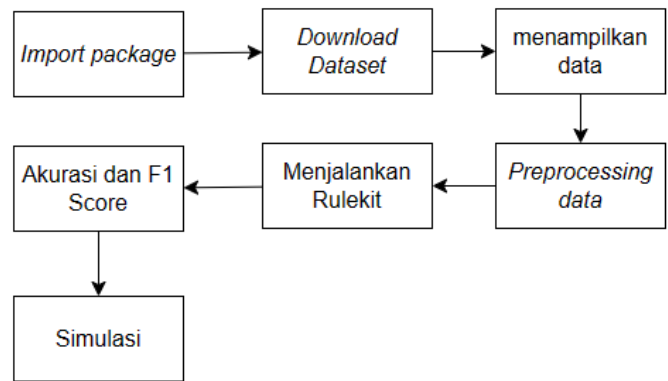 Import package
Download
Dataset
menampilkan
data
Preprocessing
data
Menjalankan
Rulekit
Akurasi dan F1
Score
Simulasi